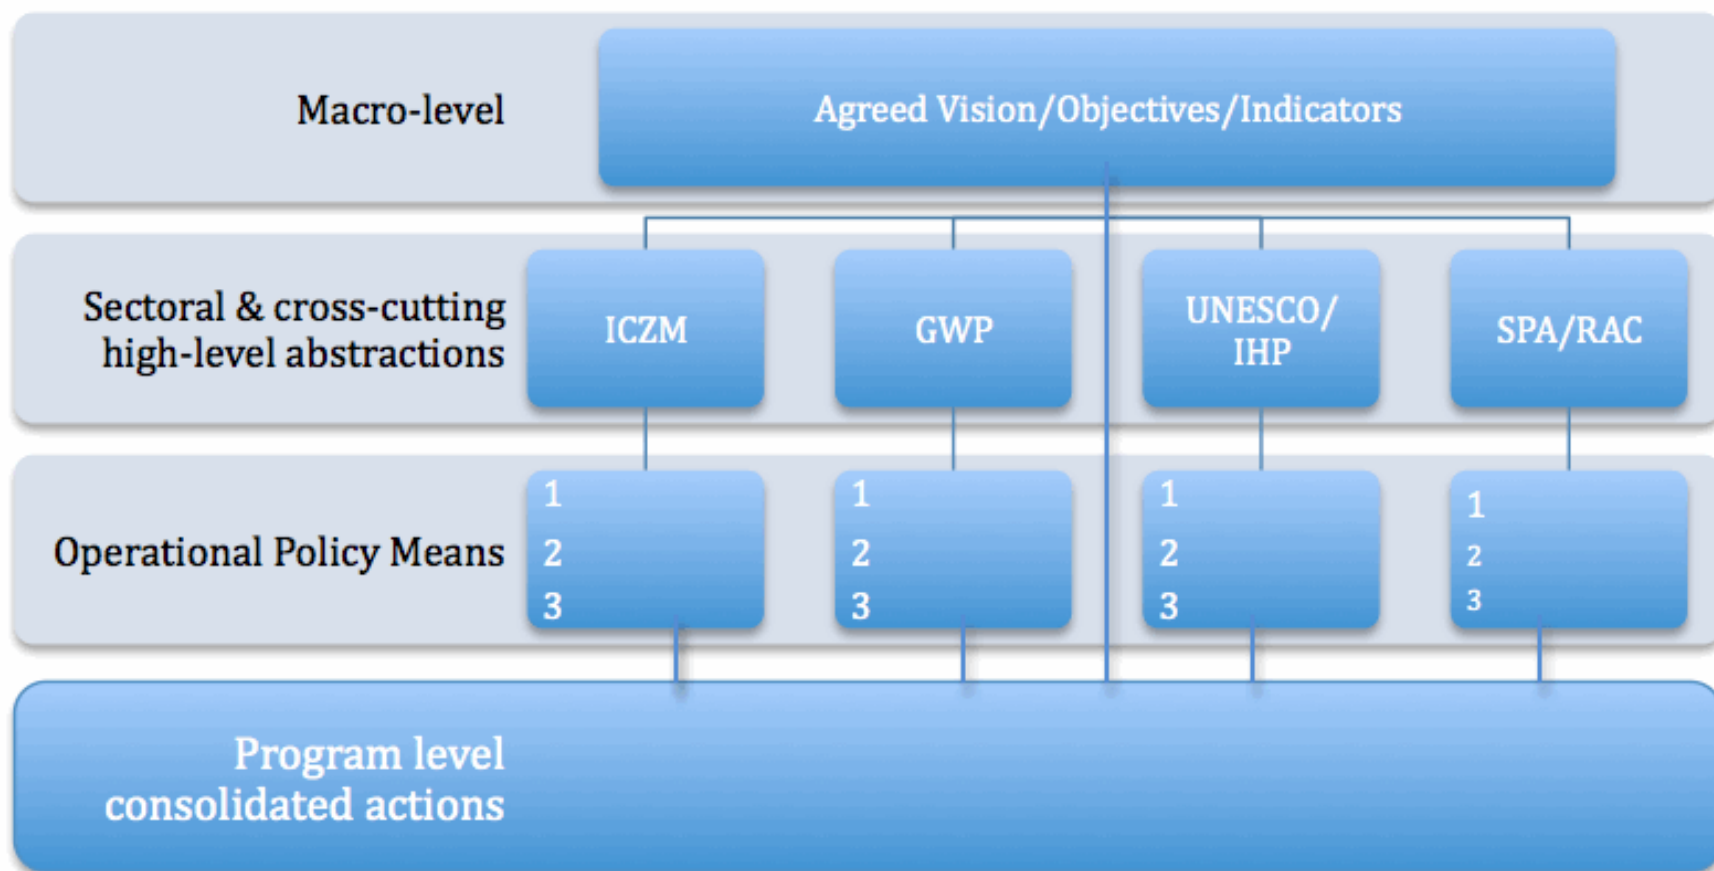 Macro-level
Agreed Vision/Objectives/Indicators
Sectoral & cross-cutting
high-level abstractions
ICZM
GWP
UNESCO/
IHP
SPA/RAC
Operational Policy Means
1
2
3
1
2
3
1
2
3
1
2
3
Program level
consolidated actions